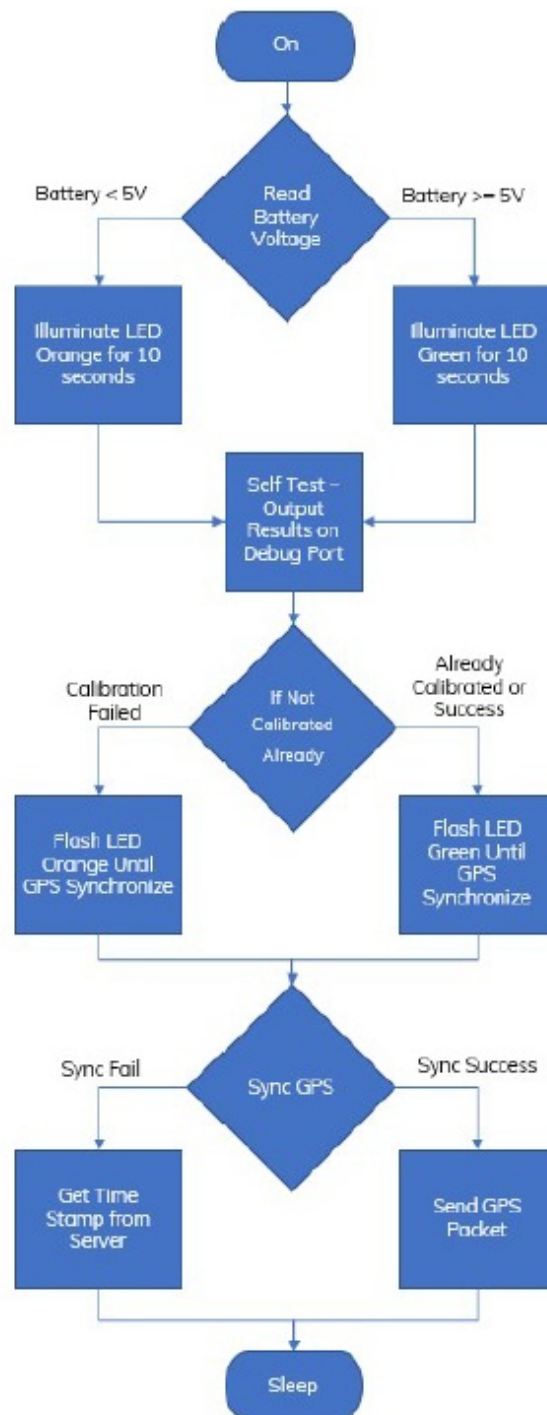 On
Battery < 5V
Read
Battery
Voltage
Battery >= 5V
Illuminate LED
Orange for 10
seconds
Illuminate LED
Green for 10
seconds
Self Test –
Output
Results on
Debug Port
Calibration
Failed
If Not
Calibrated
Already
Already
Calibrated or
Success
Flash LED
Orange Until
GPS Synchronize
Flash LED
Green Until
GPS
Synchronize
Sync Fail
Sync GPS
Sync Success
Get Time
Stamp from
Server
Send GPS
Packet
Sleep